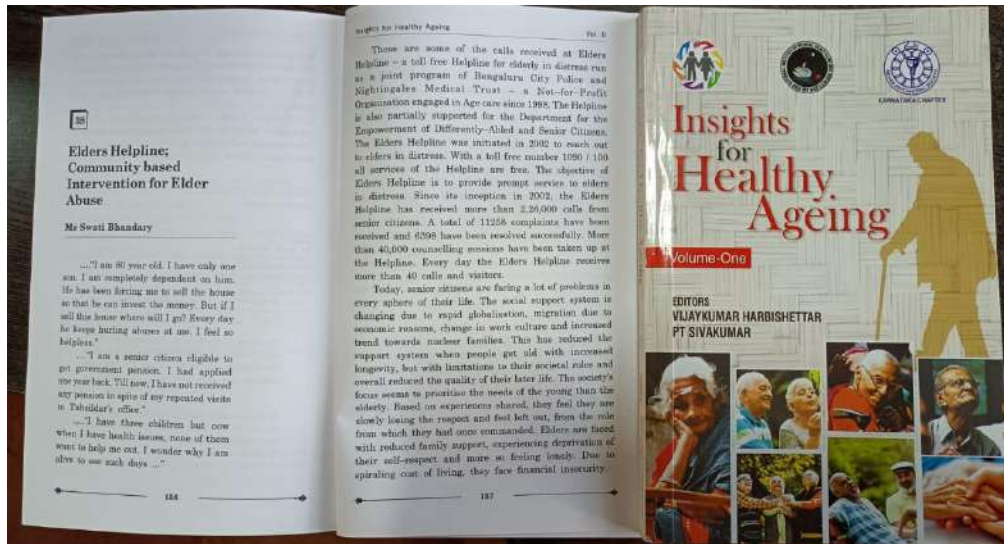 38
Elders Helpline;
Community based
Intervention for Elder
Abuse
Ms Swati Bhandary
...."I am 80 year old. I have only one
son. I am completely dependent on him.
He has been forcing me to sell the house
so that he can invest the money. But if I
sell this house where will I go? Every day
he keeps hurling abuses at me. I feel so
helpless."
...."I am a senior citizen eligible to
get government pension. I had applied
one year back. Till now, I have not received
any pension in spite of my repeated visits
to Tahsildar's office."
...."I have three children but now
when I have health issues, none of them
want to help me out. I wonder why I am
alive to see such days ..."
186
Insights for Healthy Ageing
Vol. II
These are some of the calls received at Elders
Helpline – a toll free Helpline for elderly in distress run
as a joint program of Bengaluru City Police and
Nightingales Medical Trust – a Not-for-Profit
Organisation engaged in Age care since 1998. The Helpline
is also partially supported for the Department for the
Empowerment of Differently-Abled and Senior Citizens.
The Elders Helpline was initiated in 2002 to reach out
to elders in distress. With a toll free number 1090 / 100
all services of the Helpline are free. The objective of
Elders Helpline is to provide prompt service to elders
in distress. Since its inception in 2002, the Elders
Helpline has received more than 2,26,000 calls from
senior citizens. A total of 11258 complaints have been
received and 6398 have been resolved successfully. More
than 40,000 counselling sessions have been taken up at
the Helpline. Every day the Elders Helpline receives
more than 40 calls and visitors.
Today, senior citizens are facing a lot of problems in
every sphere of their life. The social support system is
changing due to rapid globalisation, migration due to
economic reasons, change in work culture and increased
trend towards nuclear families. This has reduced the
support system when people get old with increased
longevity, but with limitations to their societal roles and
overall reduced the quality of their later life. The society's
focus seems to prioritise the needs of the young than the
elderly. Based on experiences shared, they feel they are
slowly losing the respect and feel left out, from the role
from which they had once commanded. Elders are faced
with reduced family support, experiencing deprivation of
their self-respect and more so feeling lonely. Due to
spiraling cost of living, they face financial insecurity.
187
KARNATAKA CHAPTER
Insights
for
Healthy
Ageing
Volume-One
EDITORS
VIJAYKUMAR HARBISHETTAR
PT SIVAKUMAR